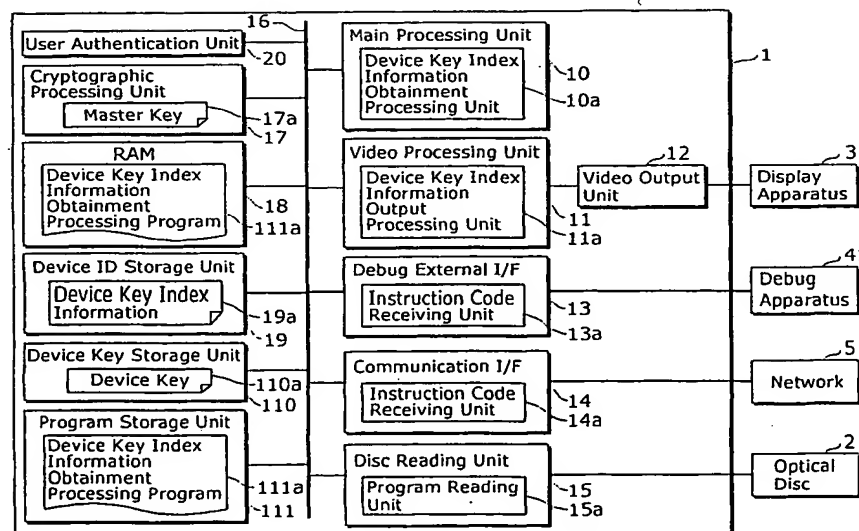 16
1
User Authentication Unit
20
Cryptographic
Processing Unit
Master Key
17a
17
RAM
Device Key Index
Information
Obtainment
Processing Program
18
111a
Device ID Storage Unit
Device Key Index
Information
19a
19
Device Key Storage Unit
Device Key
110a
110
Program Storage Unit
Device Key Index
Information
Obtainment
Processing Program
111a
111
Main Processing Unit
Device Key Index
Information
Obtainment
Processing Unit
10
10a
Video Processing Unit
Device Key Index
Information
Output
Processing Unit
11
11a
12
Video Output
Unit
3
Display
Apparatus
Debug External I/F
Instruction Code
Receiving Unit
13
13a
4
Debug
Apparatus
Communication I/F
Instruction Code
Receiving Unit
14
14a
5
Network
Disc Reading Unit
Program Reading
Unit
15
15a
2
Optical
Disc